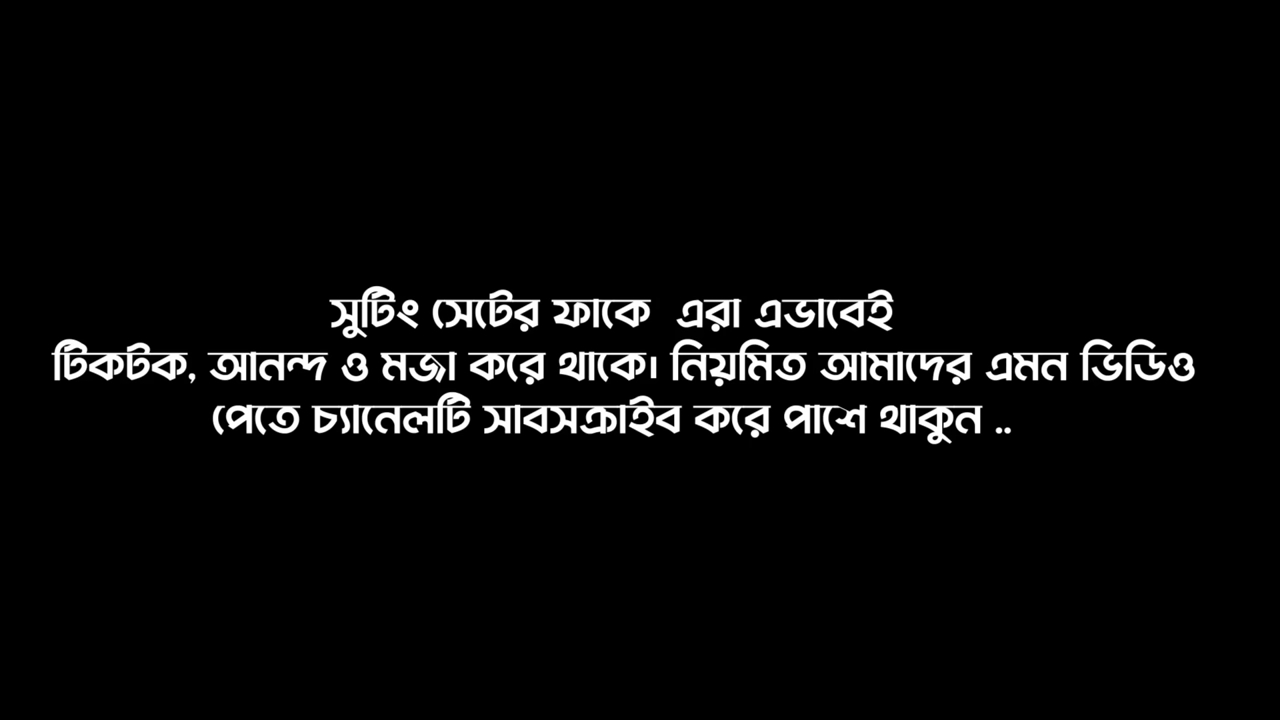 সুটিং সেটের ফাকে  এরা এভাবেই
টিকটক, আনন্দ ও মজা করে থাকে। নিয়মিত আমাদের এমন ভিডিও
পেতে চ্যানেলটি সাবসক্রাইব করে পাশে থাকুন ..